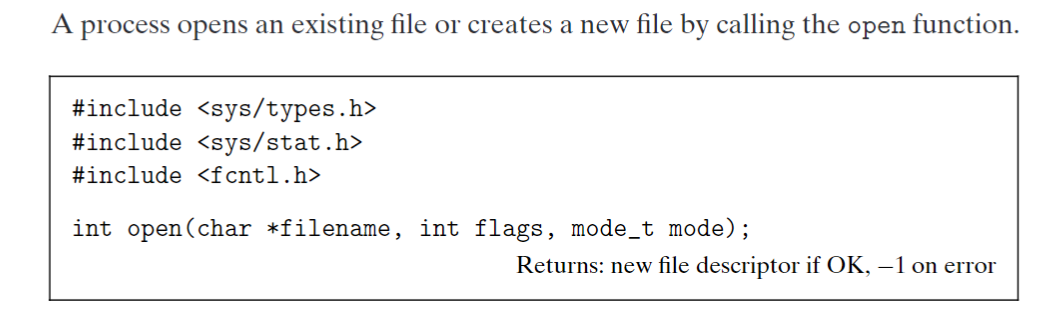 A process opens an existing file or creates a new file by calling the open function.
#include <sys/types.h>
#include <sys/stat.h>
#include <fcntl.h>
int open(char *filename, int flags, mode_t mode);
Returns: new file descriptor if OK, −1 on error